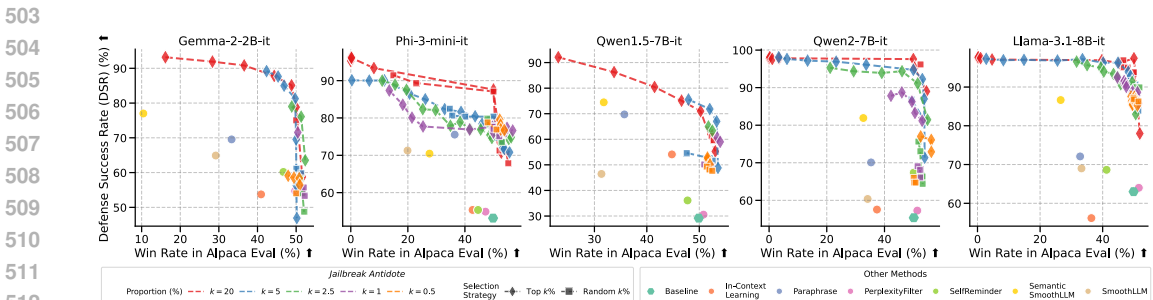 503
504
505
506
507
508
509
510
511
Gemma-2-2B-it Phi-3-mini-it Qwen1.5-7B-it Qwen2-7B-it Llama-3.1-8B-it
Defense Success Rate (DSR) (%) ⬆
90
80
70
60
50
10 20 30 40 50
90
80
70
60
0 20 40
90
80
70
60
50
40
30
30 40 50
100
90
80
70
60
0 20 40
100
90
80
70
60
0 20 40
Win Rate in Alpaca Eval (%) ⬆ Win Rate in Alpaca Eval (%) ⬆ Win Rate in Alpaca Eval (%) ⬆ Win Rate in Alpaca Eval (%) ⬆ Win Rate in Alpaca Eval (%) ⬆
Jailbreak Antidote
Proportion (%) k = 20 k = 5 k = 2.5 k = 1 k = 0.5 Selection Strategy Top k% Random k%
Other Methods
Baseline In-Context Learning Paraphrase PerplexityFilter SelfReminder Semantic SmoothLLM SmoothLLM